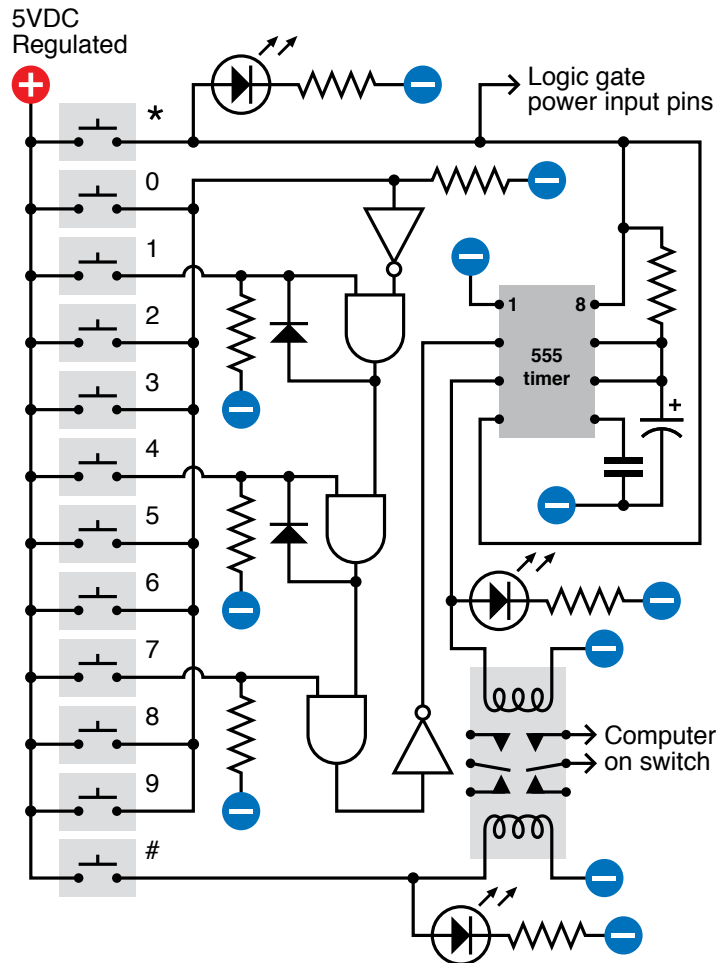 5VDC
Regulated
*
Logic gate
power input pins
0
1
1 8
2
555
timer
3
+
4
5
6
7
Computer
on switch
8
9
#